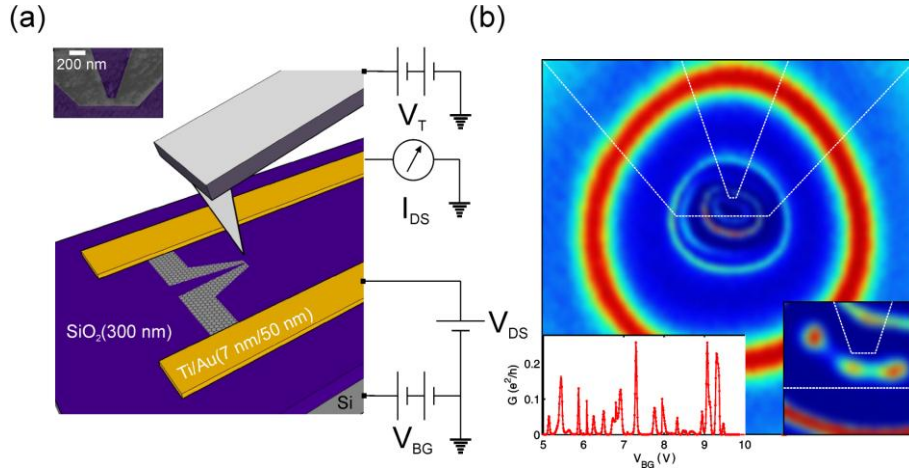 (a)
200 nm
V_T
I_DS
SiO₂(300 nm)
Ti/Au(7 nm/50 nm)
V_DS
Si
V_BG
(b)
G (e²/h)
0.2
0.1
0
5 6 7 8 9 10
V_BG (V)